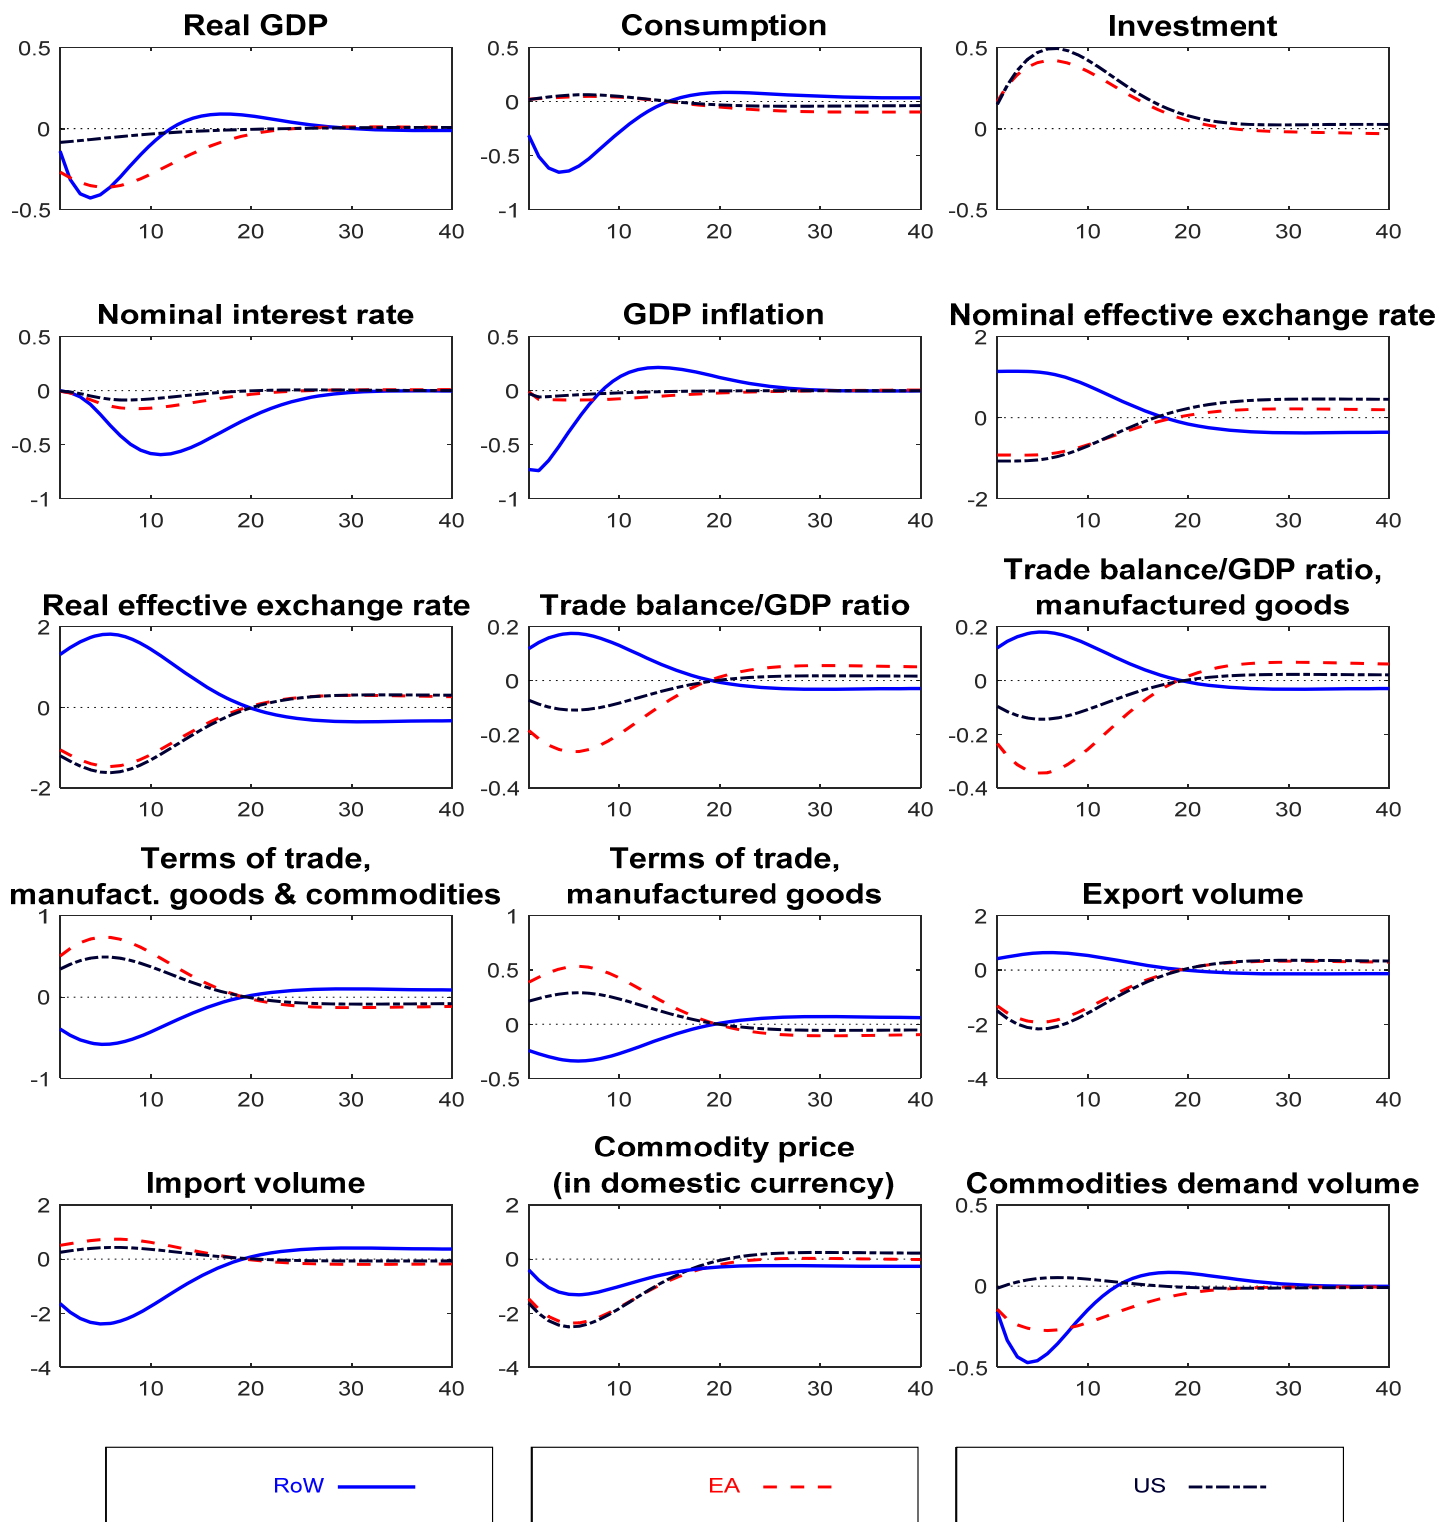 Real GDP
0.5
0
-0.5
10 20 30 40
Consumption
0.5
0
-0.5
-1
10 20 30 40
Investment
0.5
0
-0.5
10 20 30 40
Nominal interest rate
0.5
0
-0.5
-1
10 20 30 40
GDP inflation
0.5
0
-0.5
-1
10 20 30 40
Nominal effective exchange rate
2
0
-2
10 20 30 40
Real effective exchange rate
2
0
-2
10 20 30 40
Trade balance/GDP ratio
0.2
0
-0.2
-0.4
10 20 30 40
Trade balance/GDP ratio,
manufactured goods
0.2
0
-0.2
-0.4
10 20 30 40
Terms of trade,
manufact. goods & commodities
1
0
-1
10 20 30 40
Terms of trade,
manufactured goods
1
0.5
0
-0.5
10 20 30 40
Export volume
2
0
-2
-4
10 20 30 40
Import volume
2
0
-2
-4
10 20 30 40
Commodity price
(in domestic currency)
2
0
-2
-4
10 20 30 40
Commodities demand volume
0.5
0
-0.5
10 20 30 40
RoW
EA
US